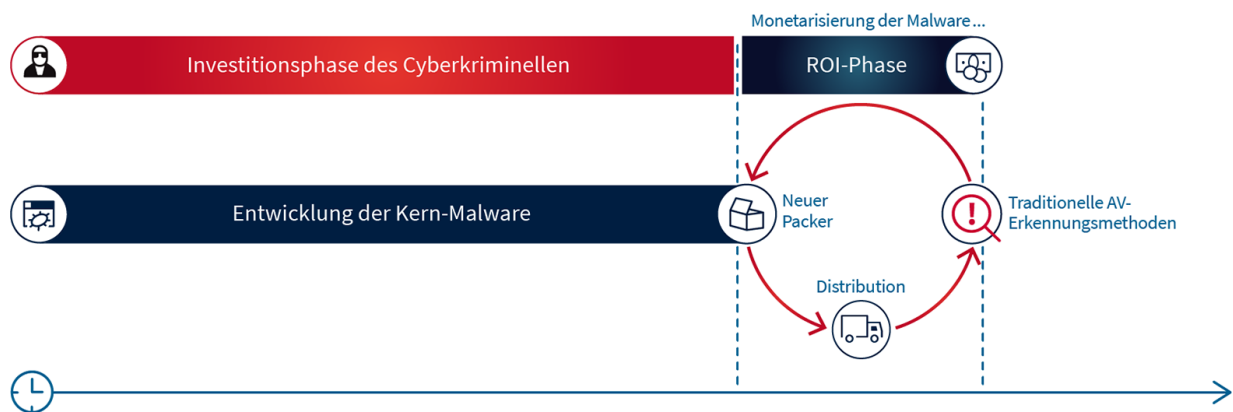 Monetarisierung der Malware...
Investitionsphase des Cyberkriminellen
ROI-Phase
Entwicklung der Kern-Malware
Neuer
Packer
Traditionelle AV-
Erkennungsmethoden
Distribution